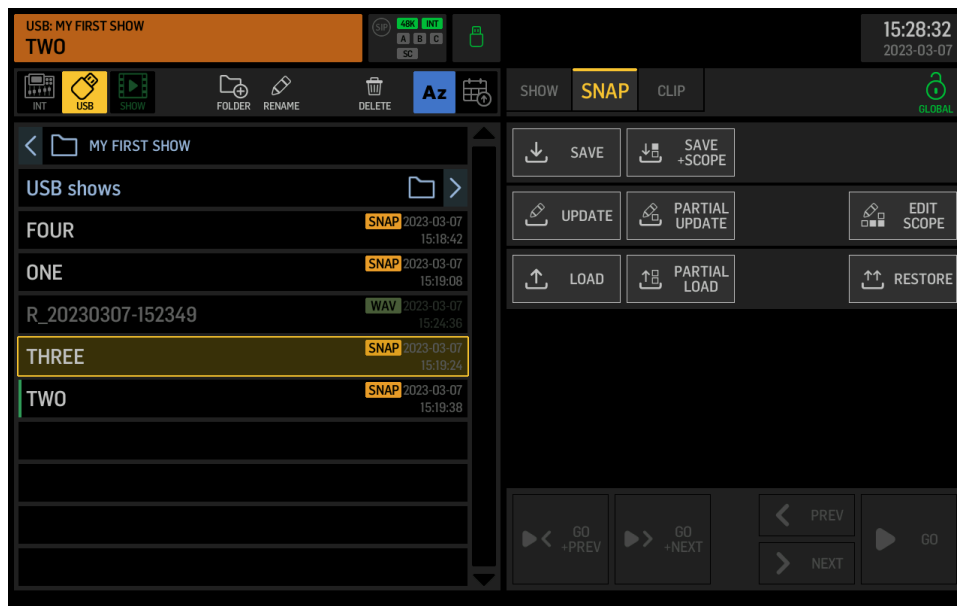 USB: MY FIRST SHOW
TWO
SIP
48K INT
A B C
SC
15:28:32
2023-03-07
INT
USB
SHOW
FOLDER
RENAME
DELETE
Az
SHOW
SNAP
CLIP
GLOBAL
MY FIRST SHOW
USB shows
FOUR
SNAP 2023-03-07
15:18:42
ONE
SNAP 2023-03-07
15:19:08
R_20230307-152349
WAV 2023-03-07
15:24:36
THREE
SNAP 2023-03-07
15:19:24
TWO
SNAP 2023-03-07
15:19:38
SAVE
SAVE
+SCOPE
UPDATE
PARTIAL
UPDATE
EDIT
SCOPE
LOAD
PARTIAL
LOAD
RESTORE
GO
+PREV
GO
+NEXT
PREV
NEXT
GO